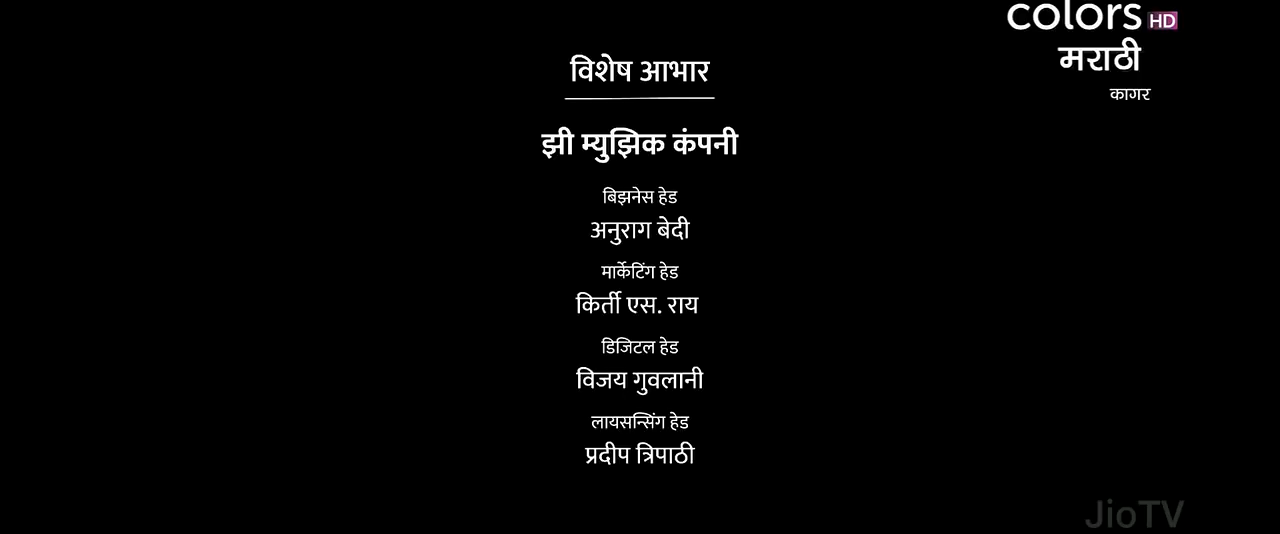 colors HD
मराठी
कागर
विशेष आभार
झी म्युझिक कंपनी
बिझनेस हेड
अनुराग बेदी
मार्केटिंग हेड
किर्ती एस. राय
डिजिटल हेड
विजय गुवलानी
लायसन्सिंग हेड
प्रदीप त्रिपाठी
JioTV